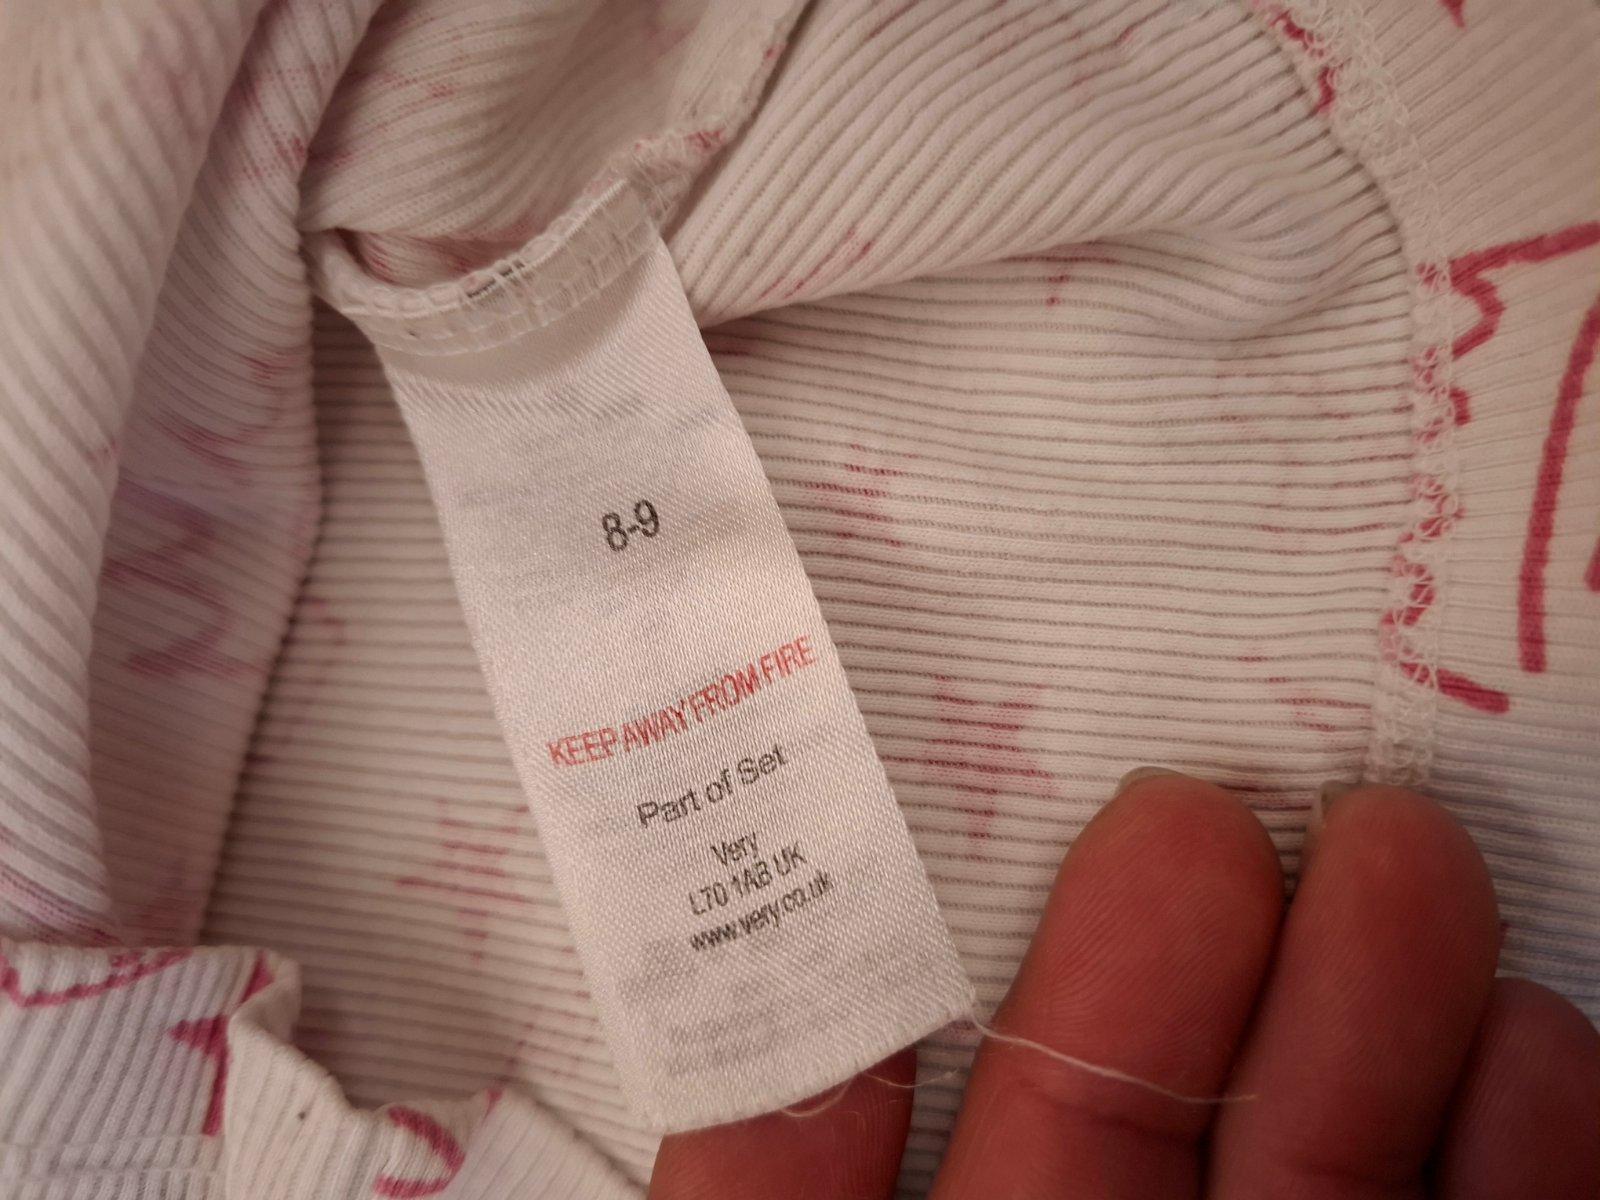 8-9
KEEP AWAY FROM FIRE
Part of Set
Very
L70 1AB UK
www.very.co.uk